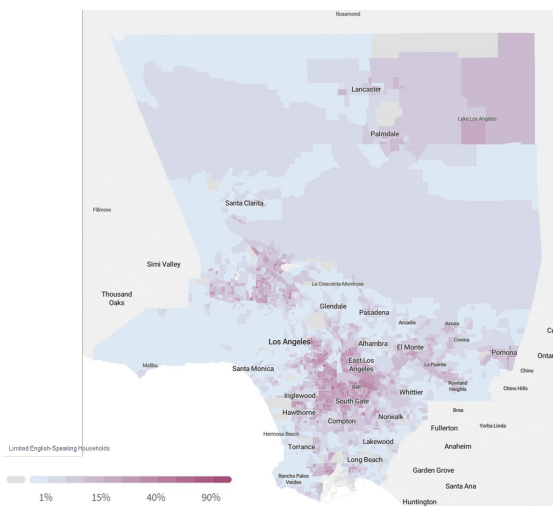 Rosamond
Lancaster
Lake Los Angeles
Palmdale
Santa Clarita
Fillmore
Simi Valley
La Crescenta-Montrose
Thousand
Oaks
Glendale
Pasadena
Arcadia
Azusa
Los Angeles
Alhambra
El Monte
Covina
Pomona
Ontar
East Los
Angeles
Malibu
Santa Monica
La Puente
Chino
Rowland
Heights
Chino Hills
Bell
Inglewood
Whittier
South Gate
Hawthorne
Compton
Norwalk
Brea
Yorba Linda
Fullerton
Hermosa Beach
Torrance
Lakewood
Anaheim
Limited English-Speaking Households
Long Beach
Garden Grove
Rancho Palos
Verdes
Santa Ana
1%
15%
40%
90%
Huntington